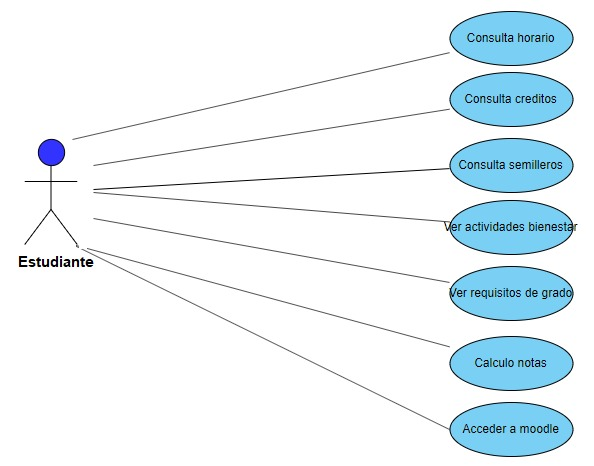 Consulta horario
Consulta creditos
Consulta semilleros
Ver actividades bienestar
Estudiante
Ver requisitos de grado
Calculo notas
Acceder a moodle